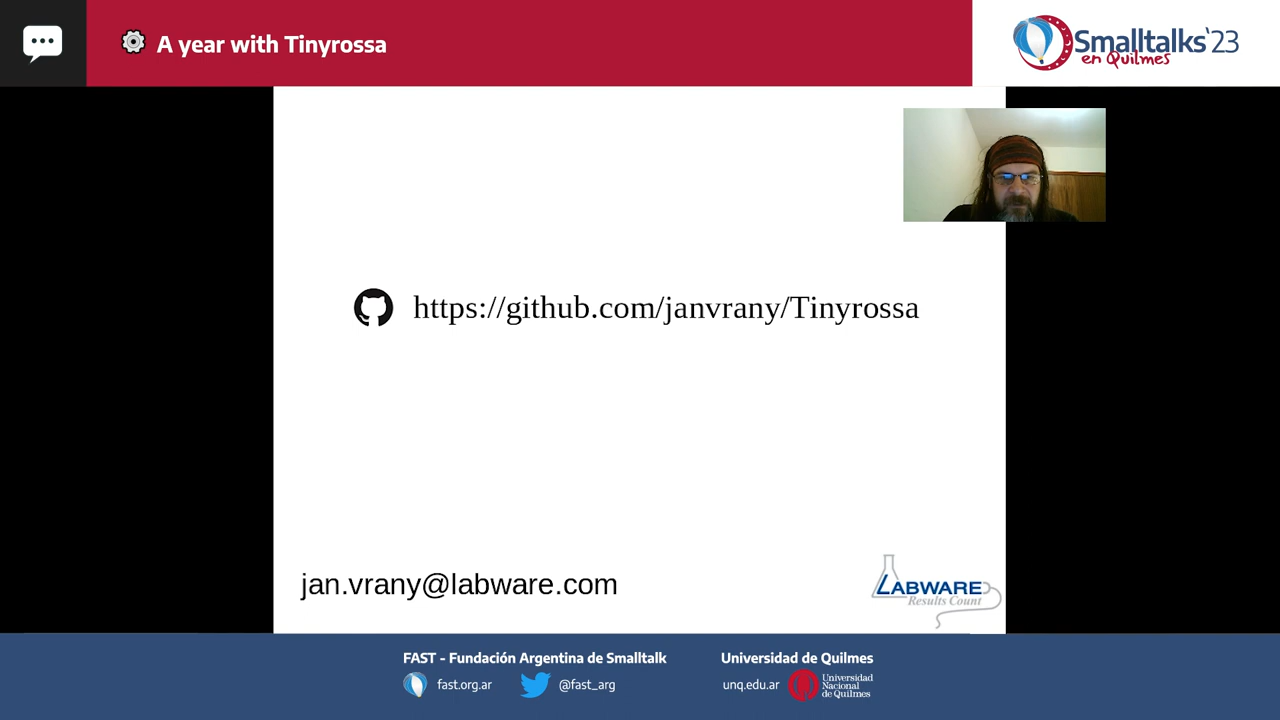 A year with Tinyrossa
Smalltalks'23
en Quilmes
https://github.com/janvrany/Tinyrossa
jan.vrany@labware.com
LABWARE
Results Count
FAST - Fundación Argentina de Smalltalk
fast.org.ar
@fast_arg
Universidad de Quilmes
unq.edu.ar
Universidad
Nacional
de Quilmes